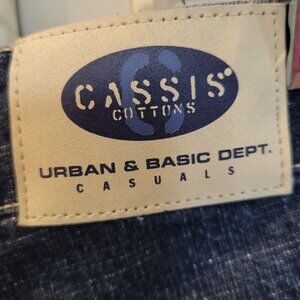 CASSIS
COTTONS
URBAN & BASIC DEPT.
CASUALS